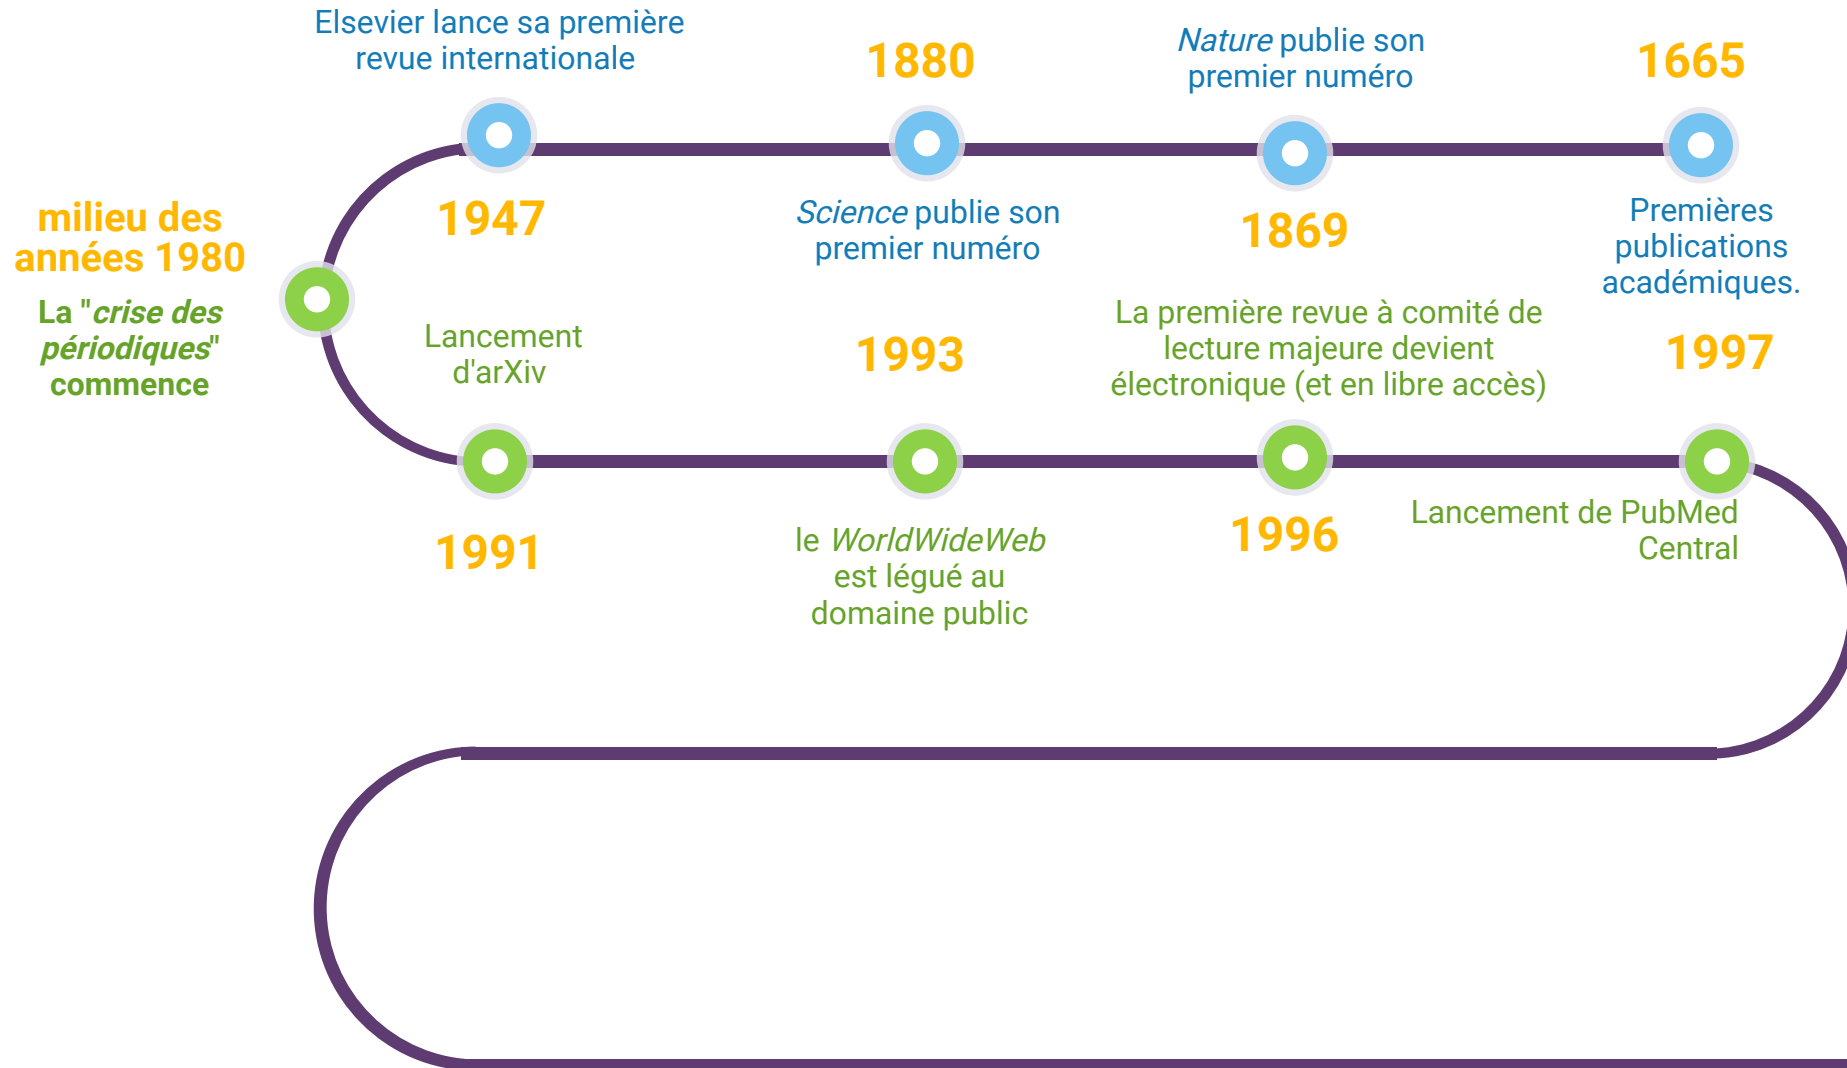 Elsevier lance sa première
revue internationale
1947
1880
Science publie son
premier numéro
Nature publie son
premier numéro
1869
1665
Premières
publications
académiques.
milieu des
années 1980
La "crise des
périodiques"
commence
Lancement
d'arXiv
1991
1993
le WorldWideWeb
est légué au
domaine public
La première revue à comité de
lecture majeure devient
électronique (et en libre accès)
1996
1997
Lancement de PubMed
Central